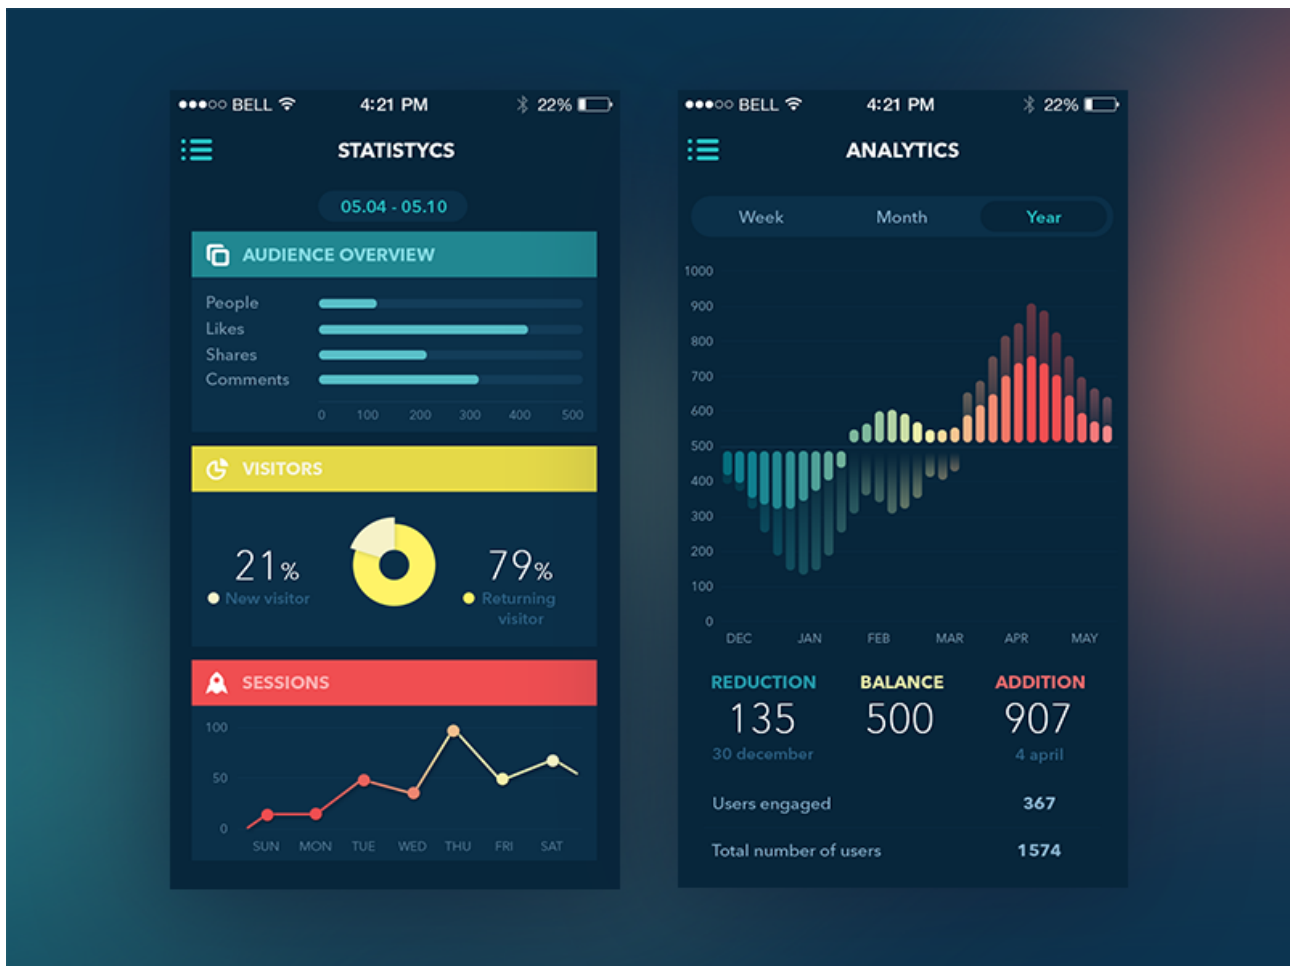 BELL 4:21 PM 22%
STATISTYCS
05.04 - 05.10
AUDIENCE OVERVIEW
People
Likes
Shares
Comments
0 100 200 300 400 500
VISITORS
21% 79%
New visitor Returning
visitor
SESSIONS
100
50
0
SUN MON TUE WED THU FRI SAT
BELL 4:21 PM 22%
ANALYTICS
Week Month Year
1000
900
800
700
600
500
400
300
200
100
0
DEC JAN FEB MAR APR MAY
REDUCTION BALANCE ADDITION
135 500 907
30 december 4 april
Users engaged 367
Total number of users 1574